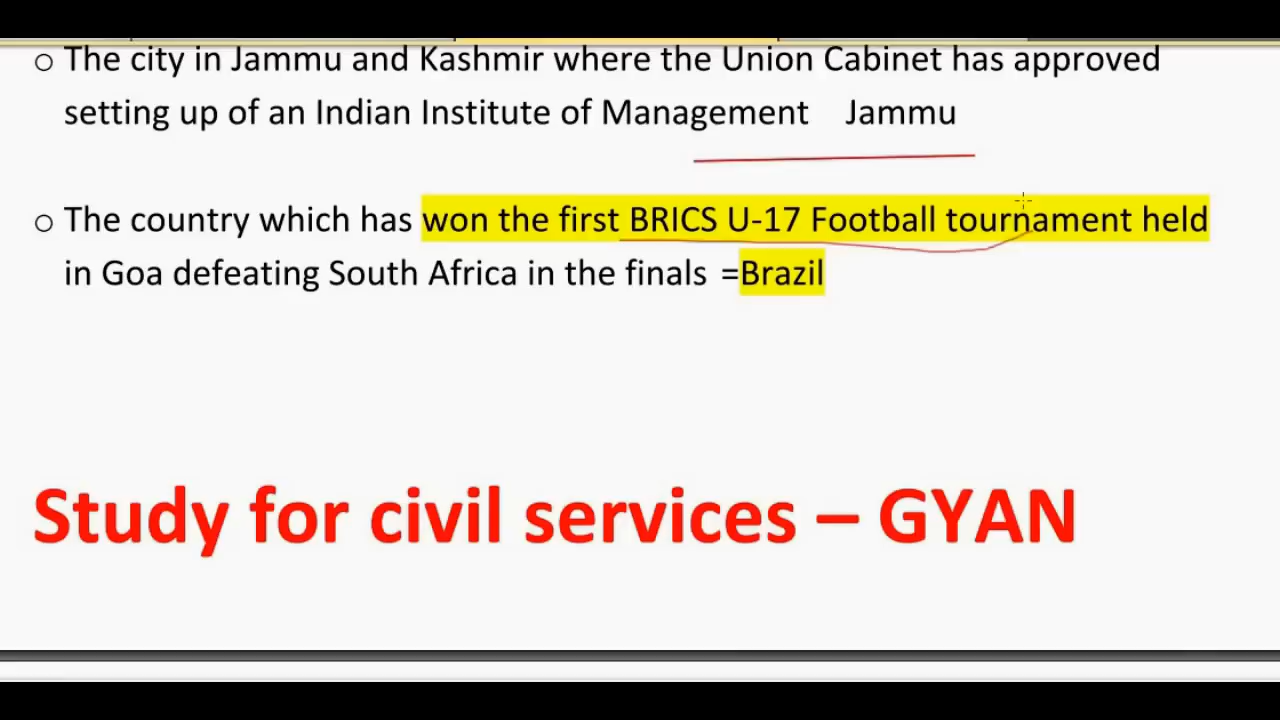 o The city in Jammu and Kashmir where the Union Cabinet has approved
setting up of an Indian Institute of Management Jammu
o The country which has won the first BRICS U-17 Football tournament held
in Goa defeating South Africa in the finals =Brazil
Study for civil services – GYAN